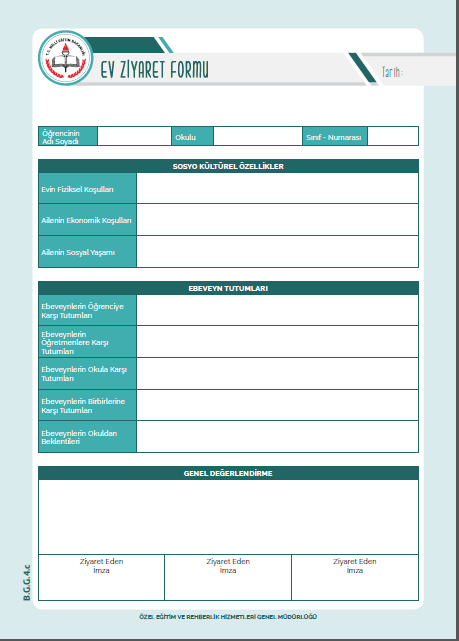 T.C. MİLLİ EĞİTİM BAKANLIĞI
EV ZİYARET FORMU
Tarih:
Öğrencinin
Adı Soyadı
Okulu
Sınıf - Numarası
SOSYO KÜLTÜREL ÖZELLİKLER
Evin Fiziksel Koşulları
Ailenin Ekonomik Koşulları
Ailenin Sosyal Yaşamı
EBEVEYN TUTUMLARI
Ebeveynlerin Öğrenciye
Karşı Tutumları
Ebeveynlerin
Öğretmenlere Karşı
Tutumları
Ebeveynlerin Okula Karşı
Tutumları
Ebeveynlerin Birbirlerine
Karşı Tutumları
Ebeveynlerin Okuldan
Beklentileri
GENEL DEĞERLENDİRME
Ziyaret Eden
İmza
Ziyaret Eden
İmza
Ziyaret Eden
İmza
B.G.G.4.c
ÖZEL EĞİTİM VE REHBERLİK HİZMETLERİ GENEL MÜDÜRLÜĞÜ